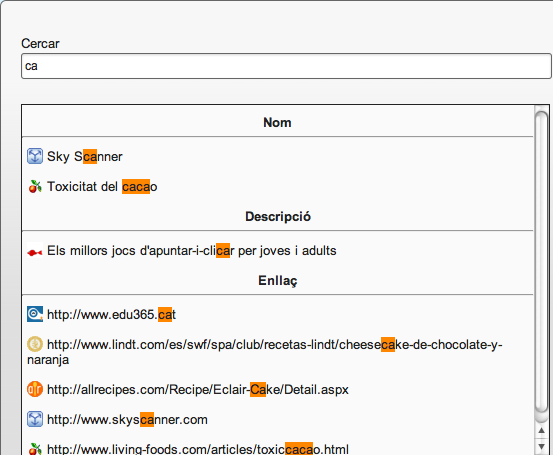 Cercar
ca
Nom
Sky Scanner
Toxicitat del cacao
Descripció
Els millors jocs d'apuntar-i-clicar per joves i adults
Enllaç
http://www.edu365.cat
http://www.lindt.com/es/swf/spa/club/recetas-lindt/cheesecake-de-chocolate-y-
naranja
http://allrecipes.com/Recipe/Eclair-Cake/Detail.aspx
http://www.skyscanner.com
http://www.living-foods.com/articles/toxiccacao.html